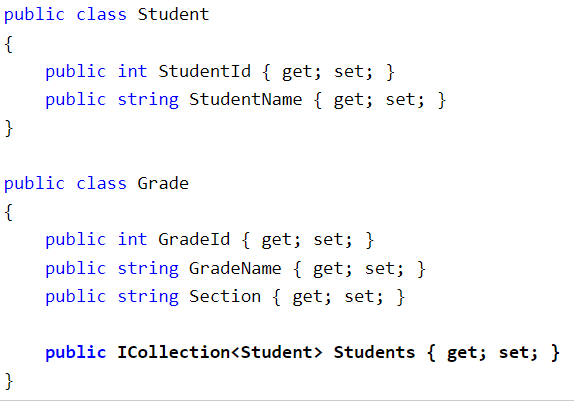 public class Student
{
    public int StudentId { get; set; }
    public string StudentName { get; set; }
}

public class Grade
{
    public int GradeId { get; set; }
    public string GradeName { get; set; }
    public string Section { get; set; }

    public ICollection<Student> Students { get; set; }
}